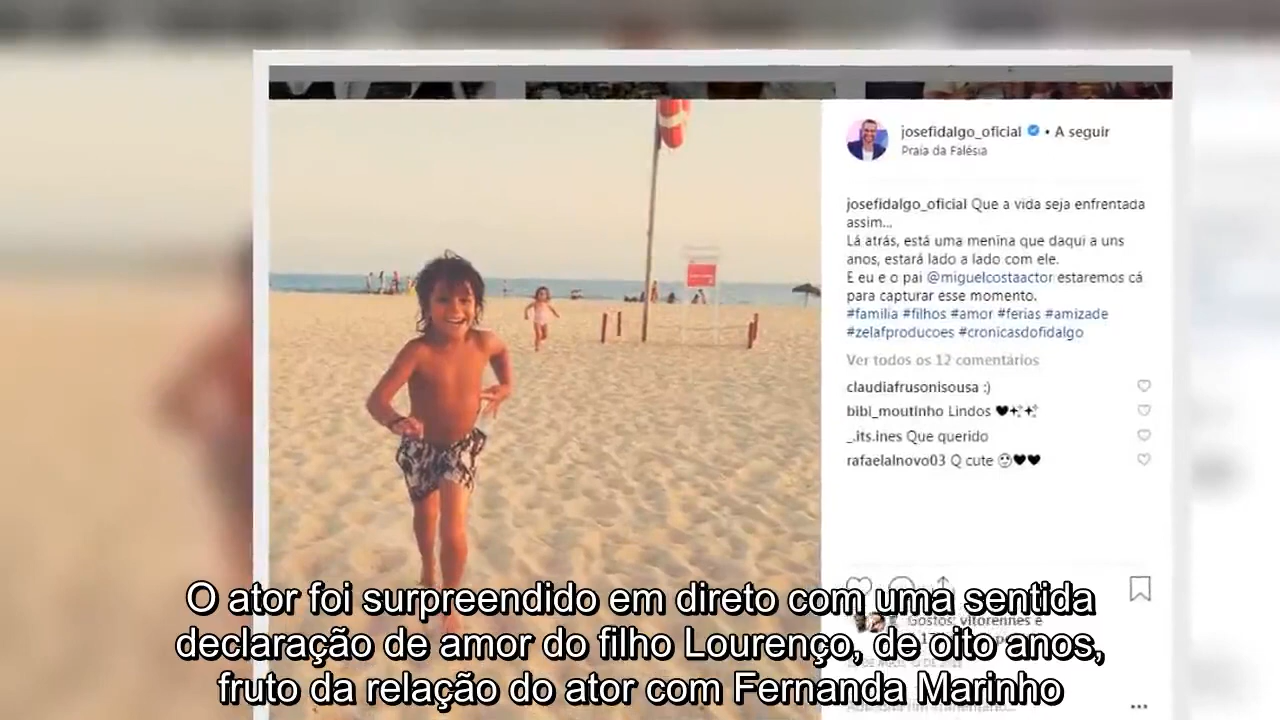 josefidalgo_oficial • A seguir
Praia da Falésia
josefidalgo_oficial Que a vida seja enfrentada
assim...
Lá atrás, está uma menina que daqui a uns
anos, estará lado a lado com ele.
E eu e o pai @miguelcostaactor estaremos cá
para capturar esse momento.
#familia #filhos #amor #ferias #amizade
#zelafproducoes #cronicasdofidalgo
Ver todos os 12 comentários
claudiafrusonisousa :)
bibi_moutinho Lindos 🖤✨✨
_.its.ines Que querido
rafaelalnovo03 Q cute 🙂🖤🖤
Gostos: vitorennes e
O ator foi surpreendido em direto com uma sentida
declaração de amor do filho Lourenço, de oito anos,
fruto da relação do ator com Fernanda Marinho